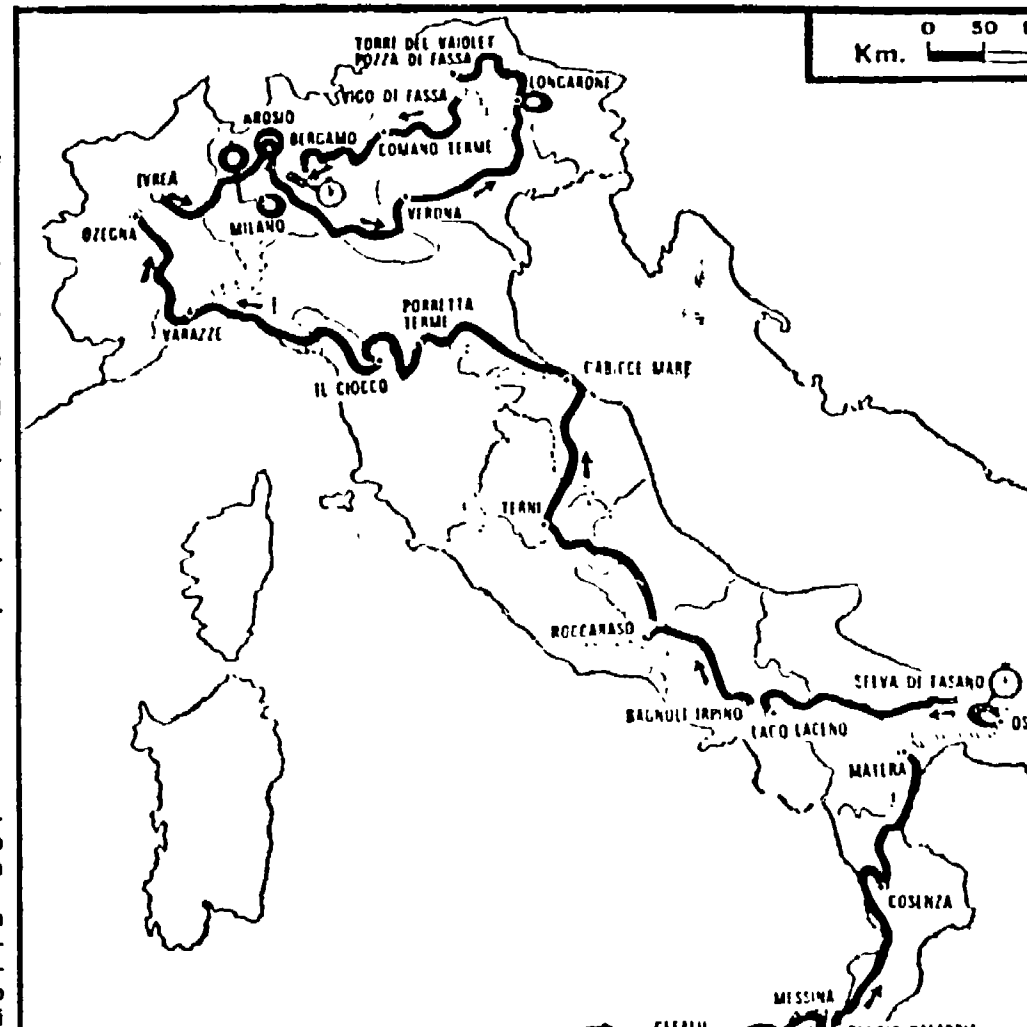 0 50
Km.
TORRI DEL VAIOLET
POZZA DI FASSA
LONGARONE
VIGO DI FASSA
AROSIO
BERGAMO
COMANO TERME
IVREA
VERONA
OZEGNA
MILANO
PORRETTA
TERME
VARAZZE
GABICCE MARE
IL CIOCCO
TERNI
ROCCARASO
SELVA DI FASANO
BAGNOLI IRPINO
LAGO LACENO
OS
MATERA
COSENZA
MESSINA